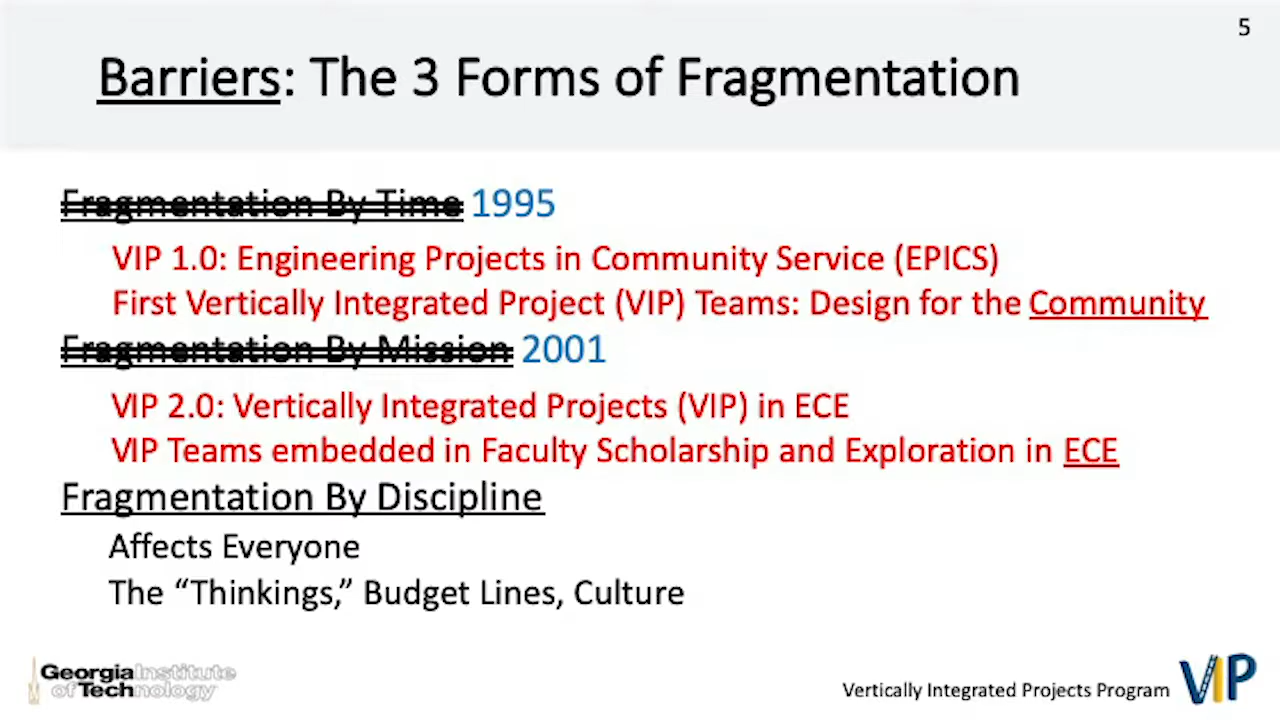 5
Barriers: The 3 Forms of Fragmentation
Fragmentation By Time 1995
VIP 1.0: Engineering Projects in Community Service (EPICS)
First Vertically Integrated Project (VIP) Teams: Design for the Community
Fragmentation By Mission 2001
VIP 2.0: Vertically Integrated Projects (VIP) in ECE
VIP Teams embedded in Faculty Scholarship and Exploration in ECE
Fragmentation By Discipline
Affects Everyone
The “Thinkings,” Budget Lines, Culture
Georgia Institute
of Technology
Vertically Integrated Projects Program
VIP